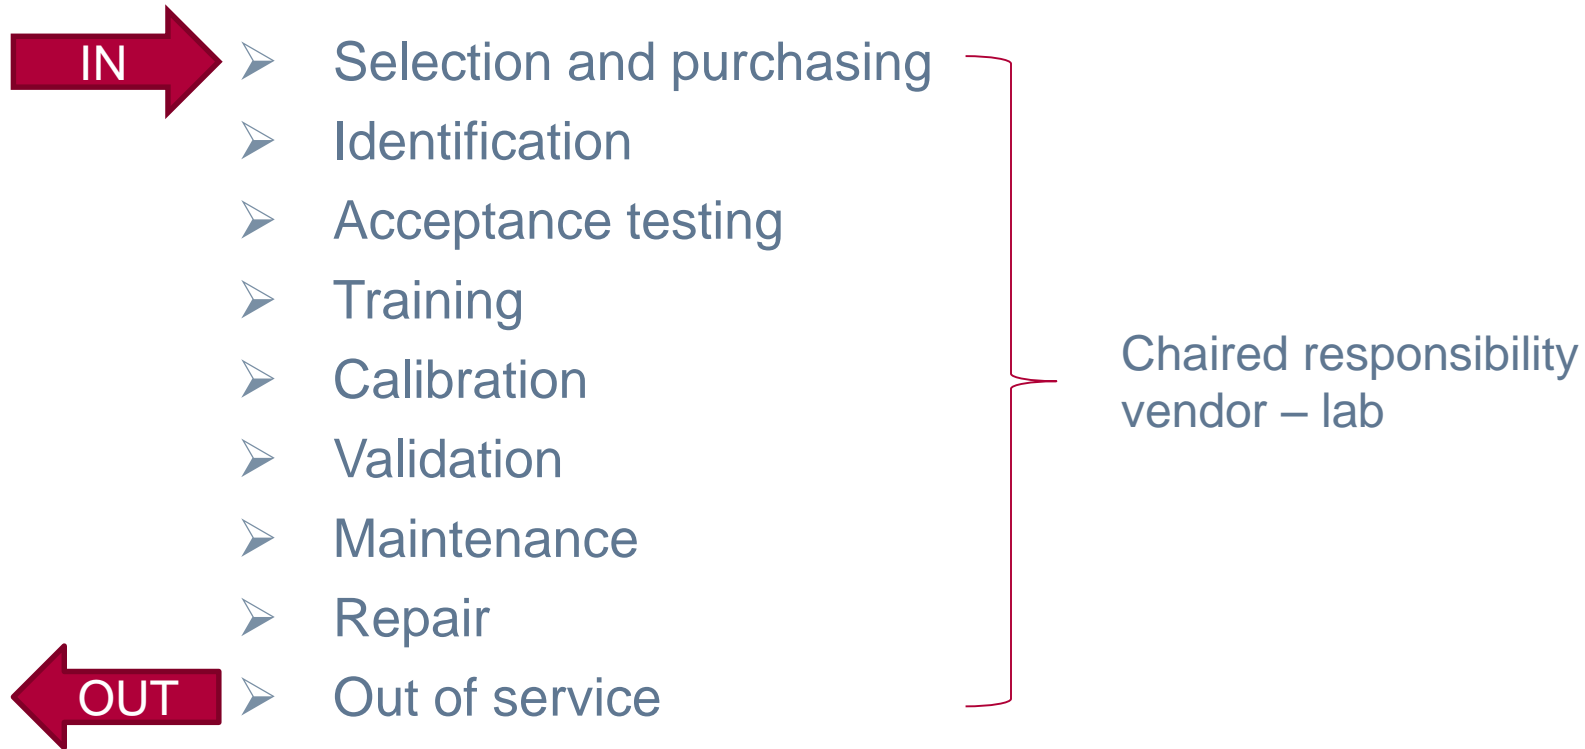 IN
Selection and purchasing
Identification
Acceptance testing
Training
Calibration
Validation
Maintenance
Repair
OUT
Out of service
Chaired responsibility
vendor – lab